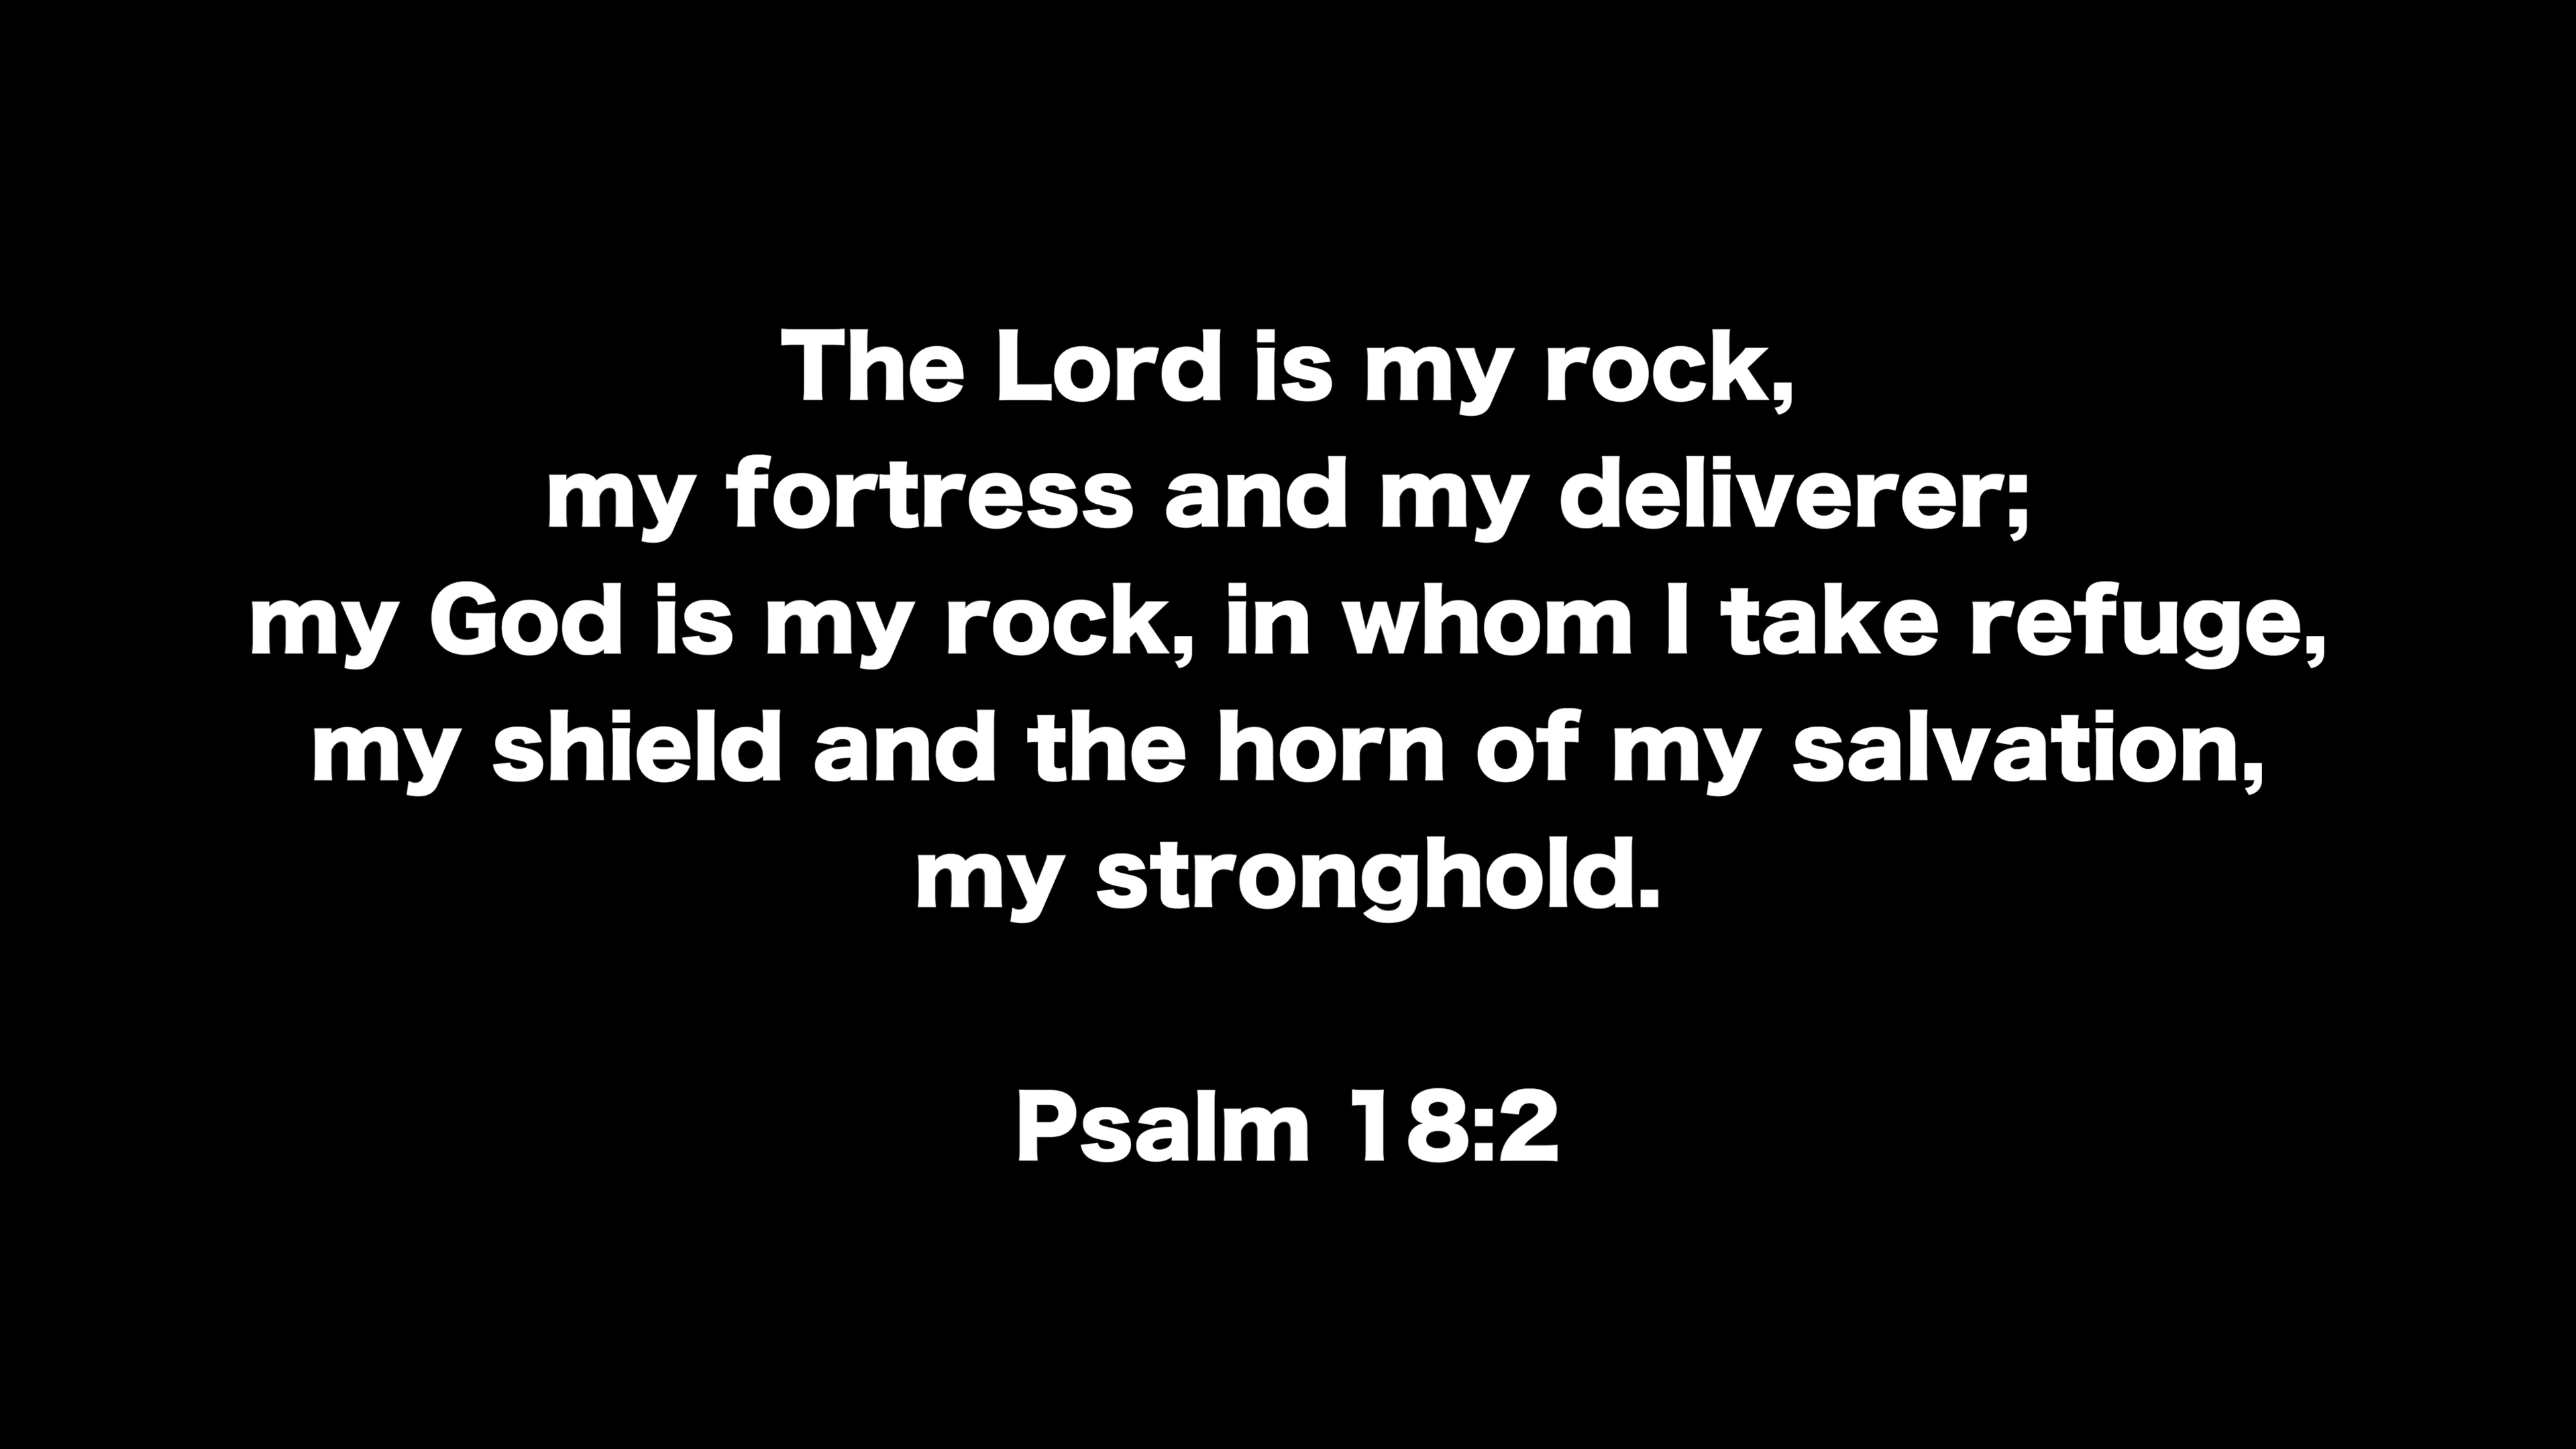 The Lord is my rock,
my fortress and my deliverer;
my God is my rock, in whom I take refuge,
my shield and the horn of my salvation,
my stronghold.
Psalm 18:2